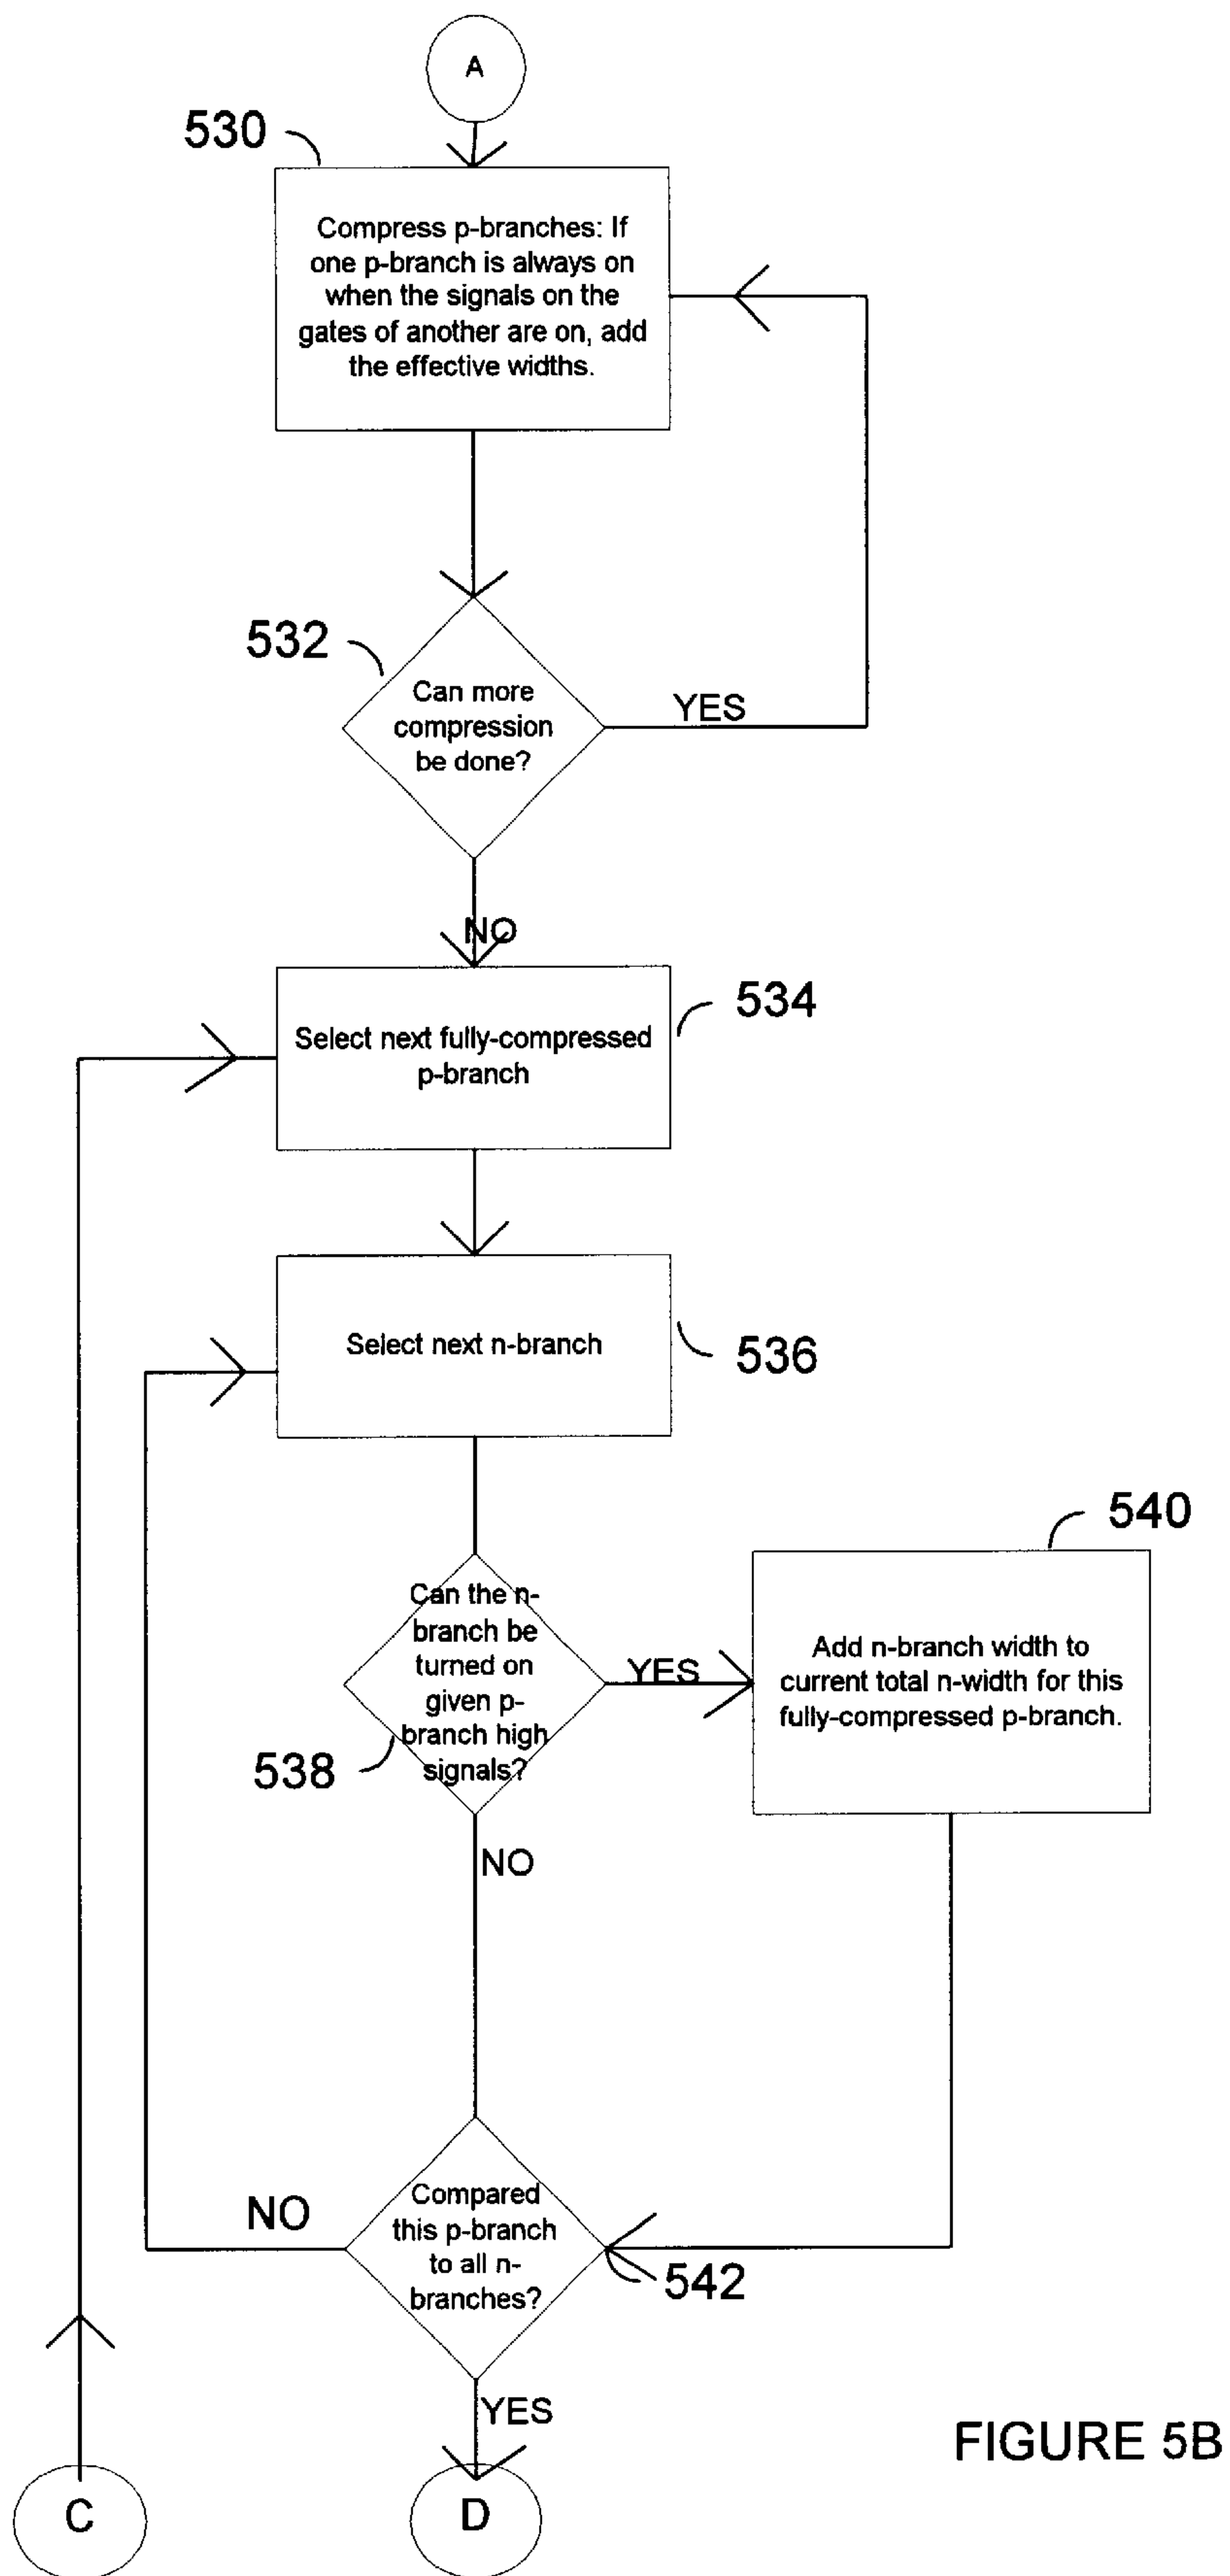 A
530
Compress p-branches: If
one p-branch is always on
when the signals on the
gates of another are on, add
the effective widths.
532
Can more
compression
be done?
YES
NO
534
Select next fully-compressed
p-branch
Select next n-branch
536
540
Can the n-
branch be
turned on
given p-
branch high
signals?
YES
Add n-branch width to
current total n-width for this
fully-compressed p-branch.
538
NO
Compared
this p-branch
to all n-
branches?
NO
542
YES
FIGURE 5B
C
D